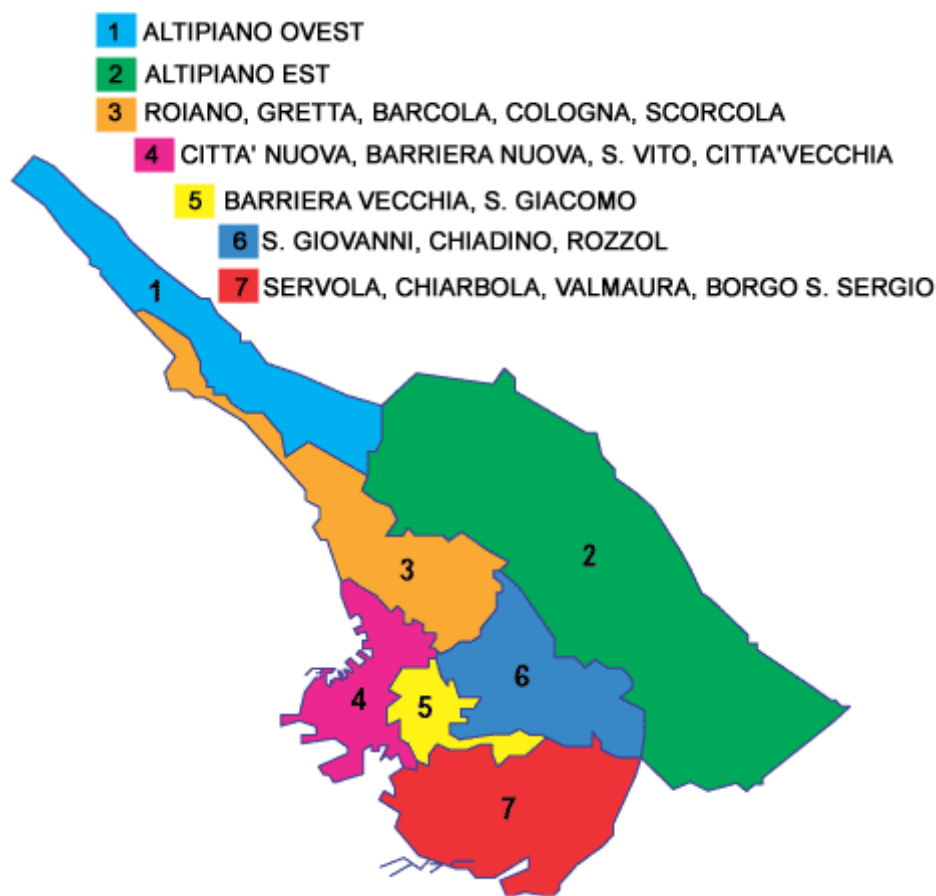 1 ALTIPIANO OVEST
2 ALTIPIANO EST
3 ROIANO, GRETTA, BARCOLA, COLOGNA, SCORCOLA
4 CITTA' NUOVA, BARRIERA NUOVA, S. VITO, CITTA'VECCHIA
5 BARRIERA VECCHIA, S. GIACOMO
6 S. GIOVANNI, CHIADINO, ROZZOL
7 SERVOLA, CHIARBOLA, VALMAURA, BORGO S. SERGIO
1
2
3
6
4
5
7